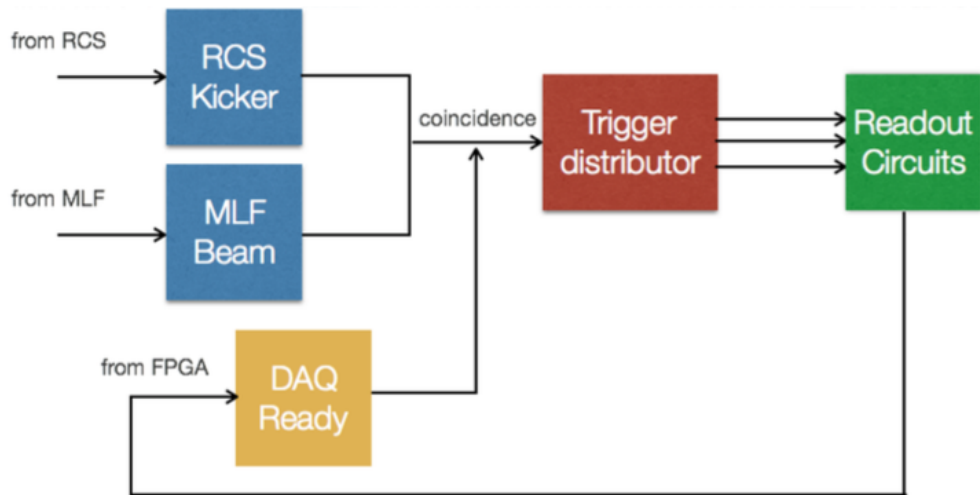 from RCS
RCS
Kicker
coincidence
Trigger
distributor
Readout
Circuits
from MLF
MLF
Beam
from FPGA
DAQ
Ready